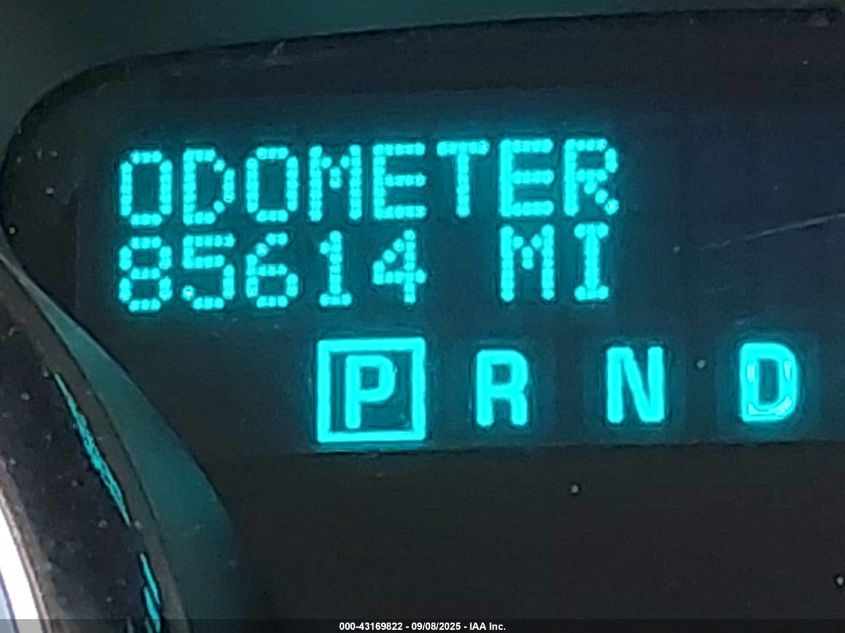 ODOMETER
85614 MI
P R N D
000-43169822 - 09/08/2025 - IAA Inc.